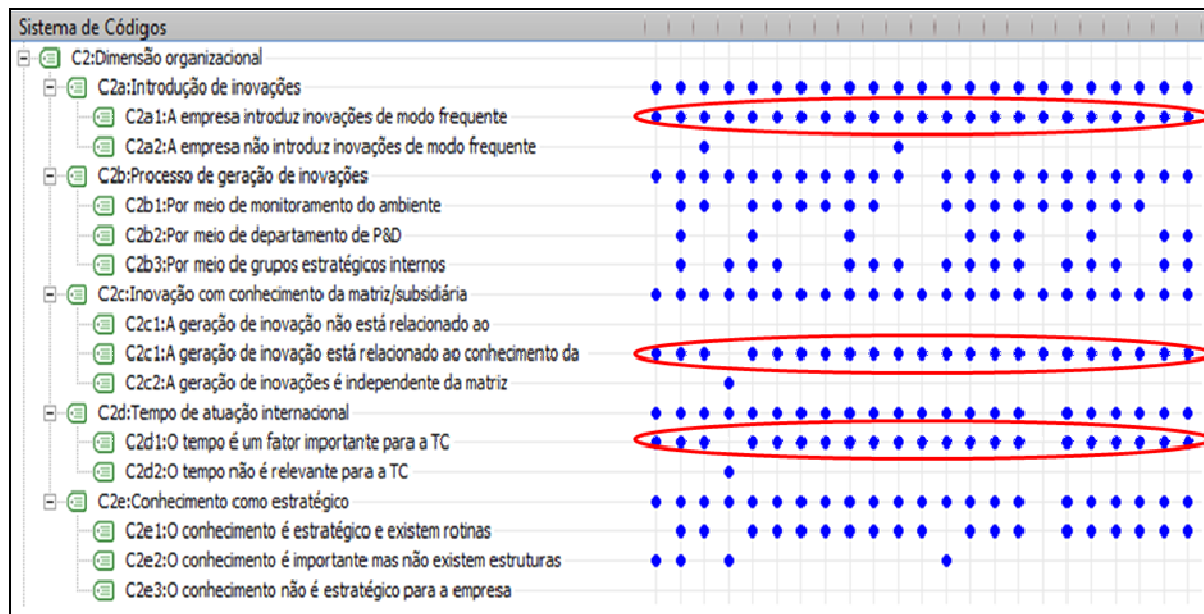 Sistema de Códigos
C2:Dimensão organizacional
C2a:Introdução de inovações
C2a1:A empresa introduz inovações de modo frequente
C2a2:A empresa não introduz inovações de modo frequente
C2b:Processo de geração de inovações
C2b1:Por meio de monitoramento do ambiente
C2b2:Por meio de departamento de P&D
C2b3:Por meio de grupos estratégicos internos
C2c:Inovação com conhecimento da matriz/subsidiária
C2c1:A geração de inovação não está relacionado ao
C2c1:A geração de inovação está relacionado ao conhecimento da
C2c2:A geração de inovações é independente da matriz
C2d:Tempo de atuação internacional
C2d1:O tempo é um fator importante para a TC
C2d2:O tempo não é relevante para a TC
C2e:Conhecimento como estratégico
C2e1:O conhecimento é estratégico e existem rotinas
C2e2:O conhecimento é importante mas não existem estruturas
C2e3:O conhecimento não é estratégico para a empresa